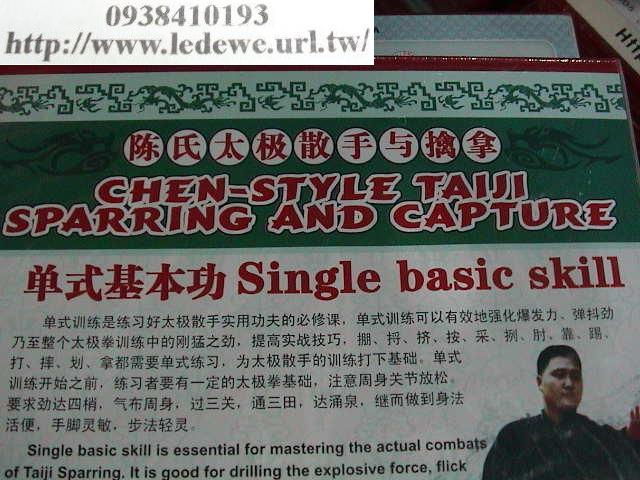 0938410193
http://www.ledewe.url.tw/
陈氏太极散手与擒拿
CHEN-STYLE TAIJI
SPARRING AND CAPTURE
单式基本功 Single basic skill
单式训练是练习好太极散手实用功夫的必修课，单式训练可以有效地强化爆发力、弹抖劲
乃至整个太极拳训练中的刚猛之劲，提高实战技巧，掤、捋、挤、按、采、挒、肘、靠、踢、
打、摔、划、拿都需要单式练习，为太极散手的训练打下基础。单式
训练开始之前，练习者要有一定的太极拳基础，注意周身关节放松。
要求劲达四梢，气布周身，过三关，通三田，达涌泉，继而做到身法
活便，手脚灵敏，步法轻灵。
Single basic skill is essential for mastering the actual combats
of Taiji Sparring. It is good for drilling the explosive force, flick